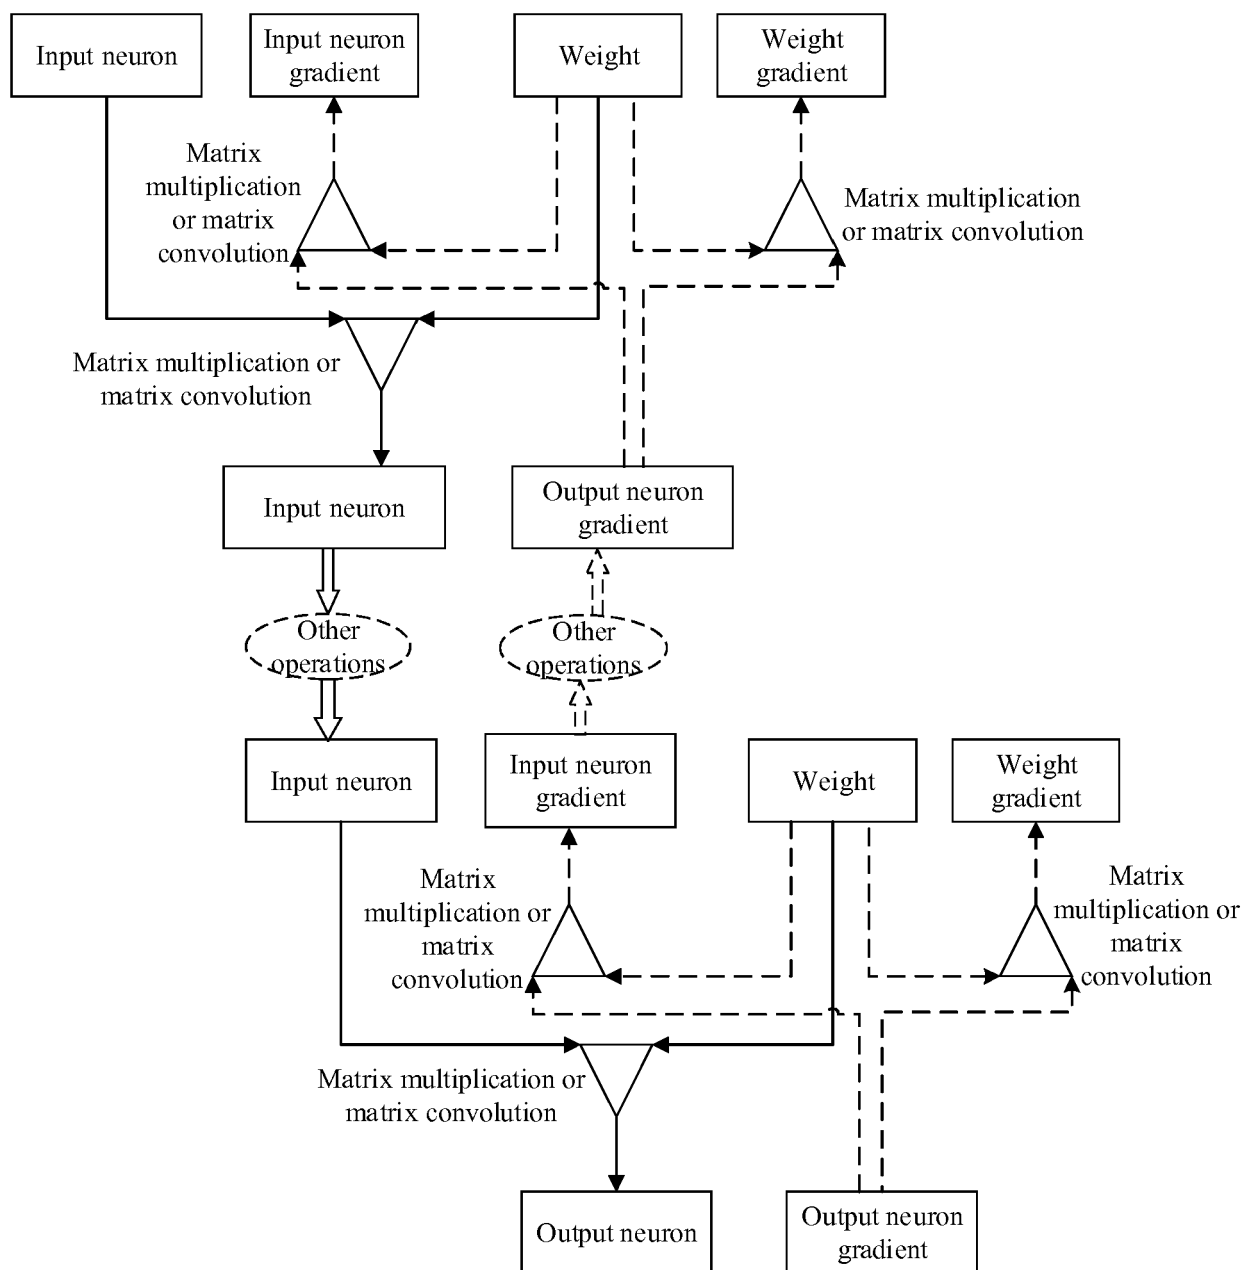 Input neuron
Input neuron
gradient
Weight
Weight
gradient
Matrix
multiplication
or matrix
convolution
Matrix multiplication
or matrix convolution
Matrix multiplication or
matrix convolution
Input neuron
Output neuron
gradient
Other
operations
Other
operations
Input neuron
Input neuron
gradient
Weight
Weight
gradient
Matrix
multiplication or
matrix
convolution
Matrix
multiplication or
matrix
convolution
Matrix multiplication or
matrix convolution
Output neuron
Output neuron
gradient